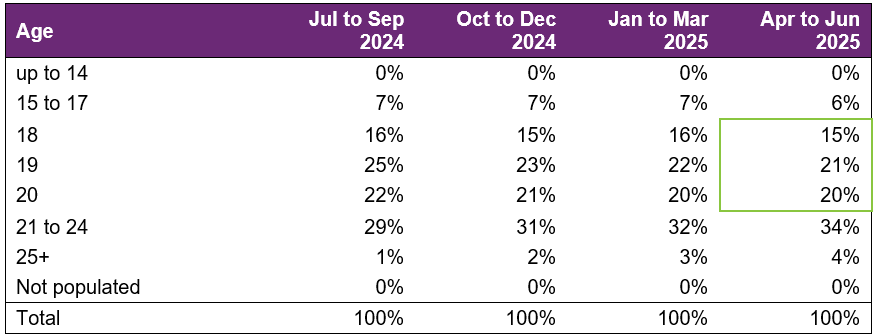 Age Jul to Sep 2024 Oct to Dec 2024 Jan to Mar 2025 Apr to Jun 2025
up to 14 0% 0% 0% 0%
15 to 17 7% 7% 7% 6%
18 16% 15% 16% 15%
19 25% 23% 22% 21%
20 22% 21% 20% 20%
21 to 24 29% 31% 32% 34%
25+ 1% 2% 3% 4%
Not populated 0% 0% 0% 0%
Total 100% 100% 100% 100%